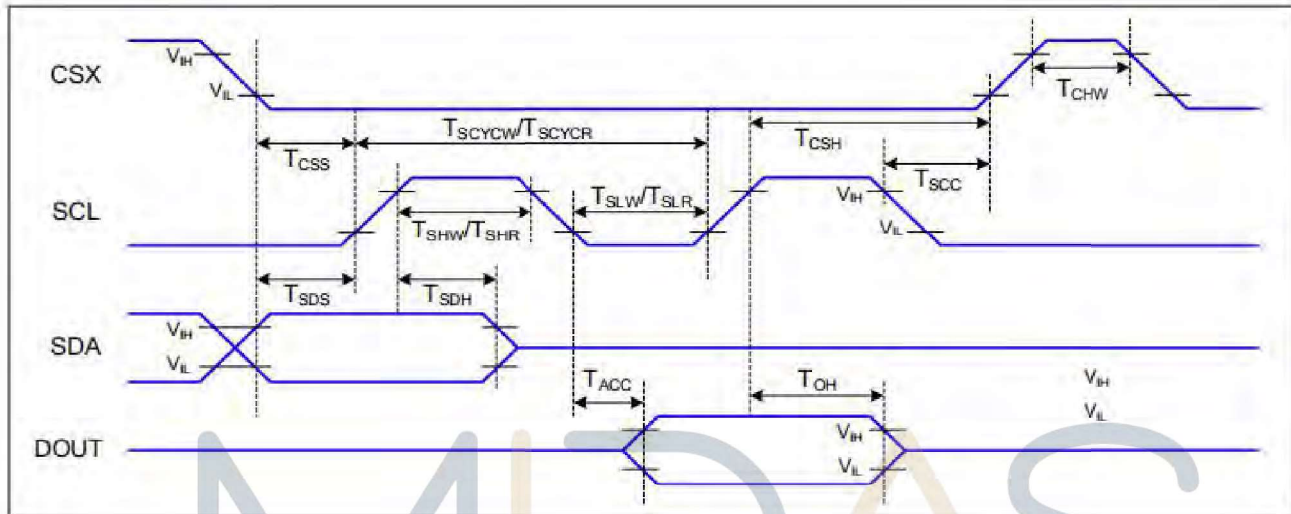 CSX
VIH
VIL
TCHW
TSCYCW/TSCYCR
TCSH
TCSS
TSCC
SCL
TSLW/TSLR
VIH
TSHW/TSHR
VIL
TSDS
TSDH
SDA
VIH
VIL
TACC
TOH
VIH
VIL
DOUT
VIH
VIL
MIDAS